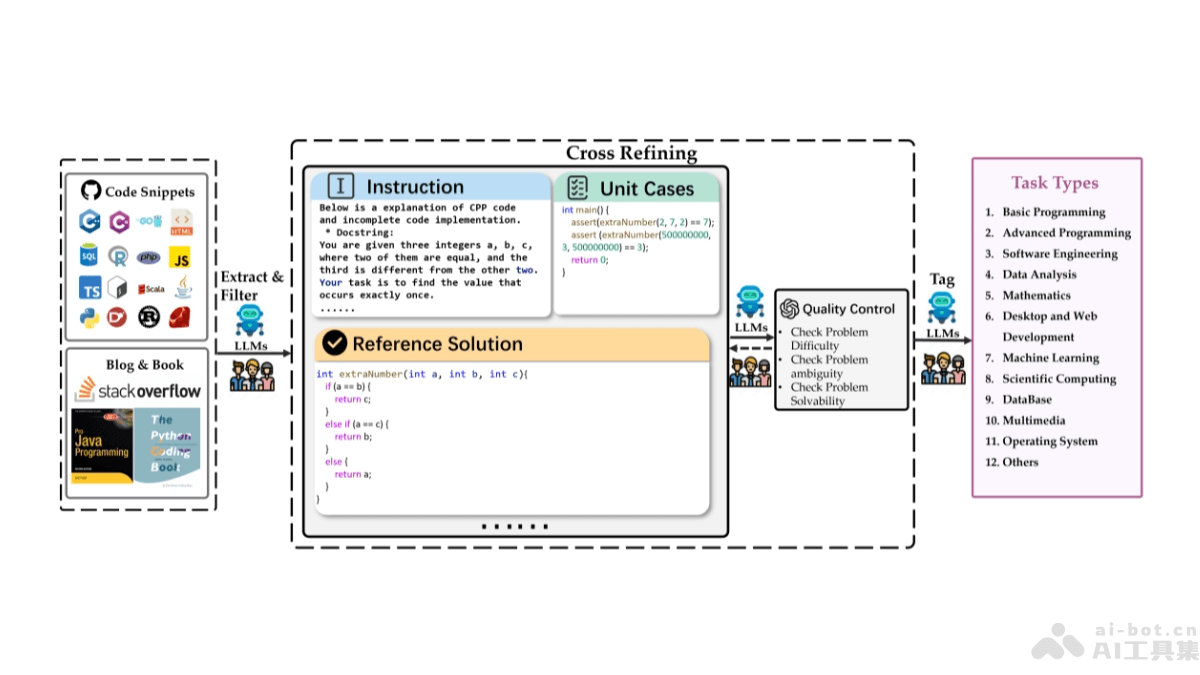 Code Snippets
GO
HTML
SQL
R
php
JS
TS
Scala
Blog & Book
stackoverflow
Pro
Java
Programming
The
Python
Coding
Book
Extract &
Filter
LLMs
Cross Refining
I Instruction
Below is a explanation of CPP code
and incomplete code implementation.
* Docstring:
You are given three integers a, b, c,
where two of them are equal, and the
third is different from the other two.
Your task is to find the value that
occurs exactly once.
......
Unit Cases
int main() {
assert(extraNumber(2, 7, 2) == 7);
assert (extraNumber(500000000,
3, 500000000) == 3);
return 0;
}
Reference Solution
int extraNumber(int a, int b, int c){
if (a == b) {
return c;
}
else if (a == c) {
return b;
}
else {
return a;
}
}
......
LLMs
Quality Control
• Check Problem
Difficulty
• Check Problem
ambiguity
• Check Problem
Solvability
Tag
LLMs
Task Types
1. Basic Programming
2. Advanced Programming
3. Software Engineering
4. Data Analysis
5. Mathematics
6. Desktop and Web
Development
7. Machine Learning
8. Scientific Computing
9. DataBase
10. Multimedia
11. Operating System
12. Others
ai-bot.cn
AI工具集